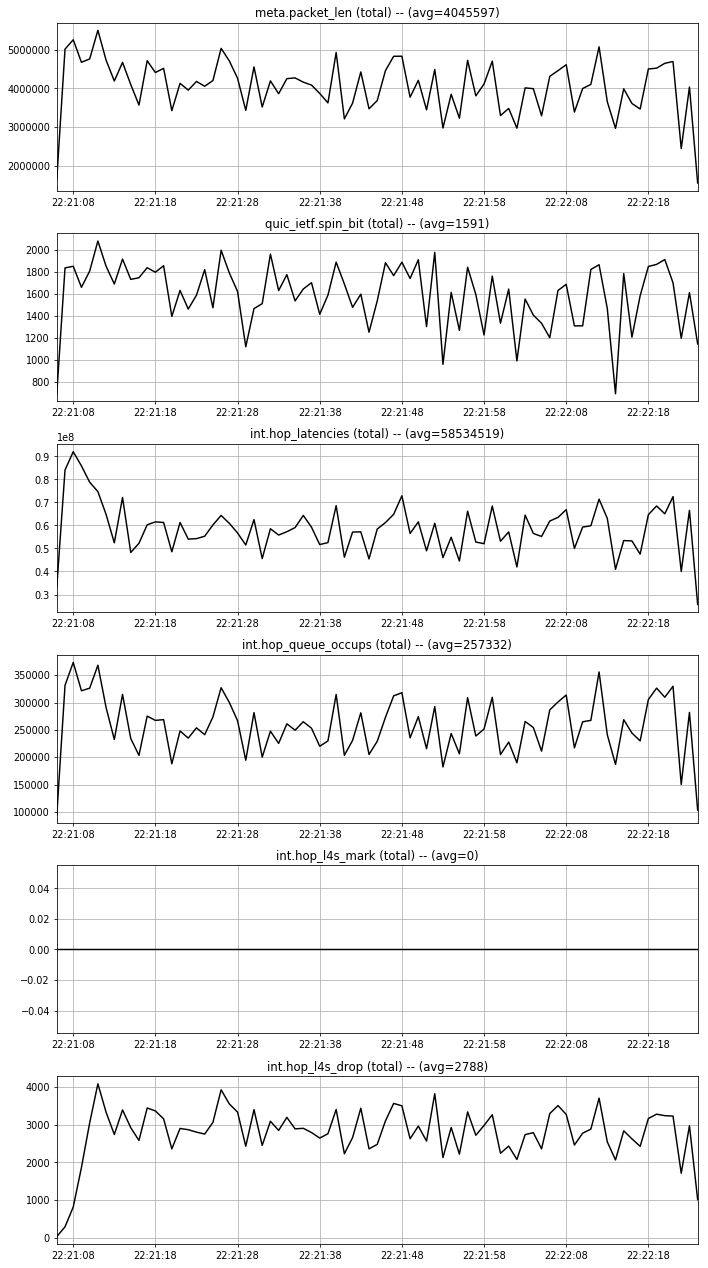 meta.packet_len (total) -- (avg=4045597)
5000000
4000000
3000000
2000000
22:21:08 22:21:18 22:21:28 22:21:38 22:21:48 22:21:58 22:22:08 22:22:18
quic_ietf.spin_bit (total) -- (avg=1591)
2000
1800
1600
1400
1200
1000
800
22:21:08 22:21:18 22:21:28 22:21:38 22:21:48 22:21:58 22:22:08 22:22:18
int.hop_latencies (total) -- (avg=58534519)
1e8
0.9
0.8
0.7
0.6
0.5
0.4
0.3
22:21:08 22:21:18 22:21:28 22:21:38 22:21:48 22:21:58 22:22:08 22:22:18
int.hop_queue_occups (total) -- (avg=257332)
350000
300000
250000
200000
150000
100000
22:21:08 22:21:18 22:21:28 22:21:38 22:21:48 22:21:58 22:22:08 22:22:18
int.hop_l4s_mark (total) -- (avg=0)
0.04
0.02
0.00
−0.02
−0.04
22:21:08 22:21:18 22:21:28 22:21:38 22:21:48 22:21:58 22:22:08 22:22:18
int.hop_l4s_drop (total) -- (avg=2788)
4000
3000
2000
1000
0
22:21:08 22:21:18 22:21:28 22:21:38 22:21:48 22:21:58 22:22:08 22:22:18